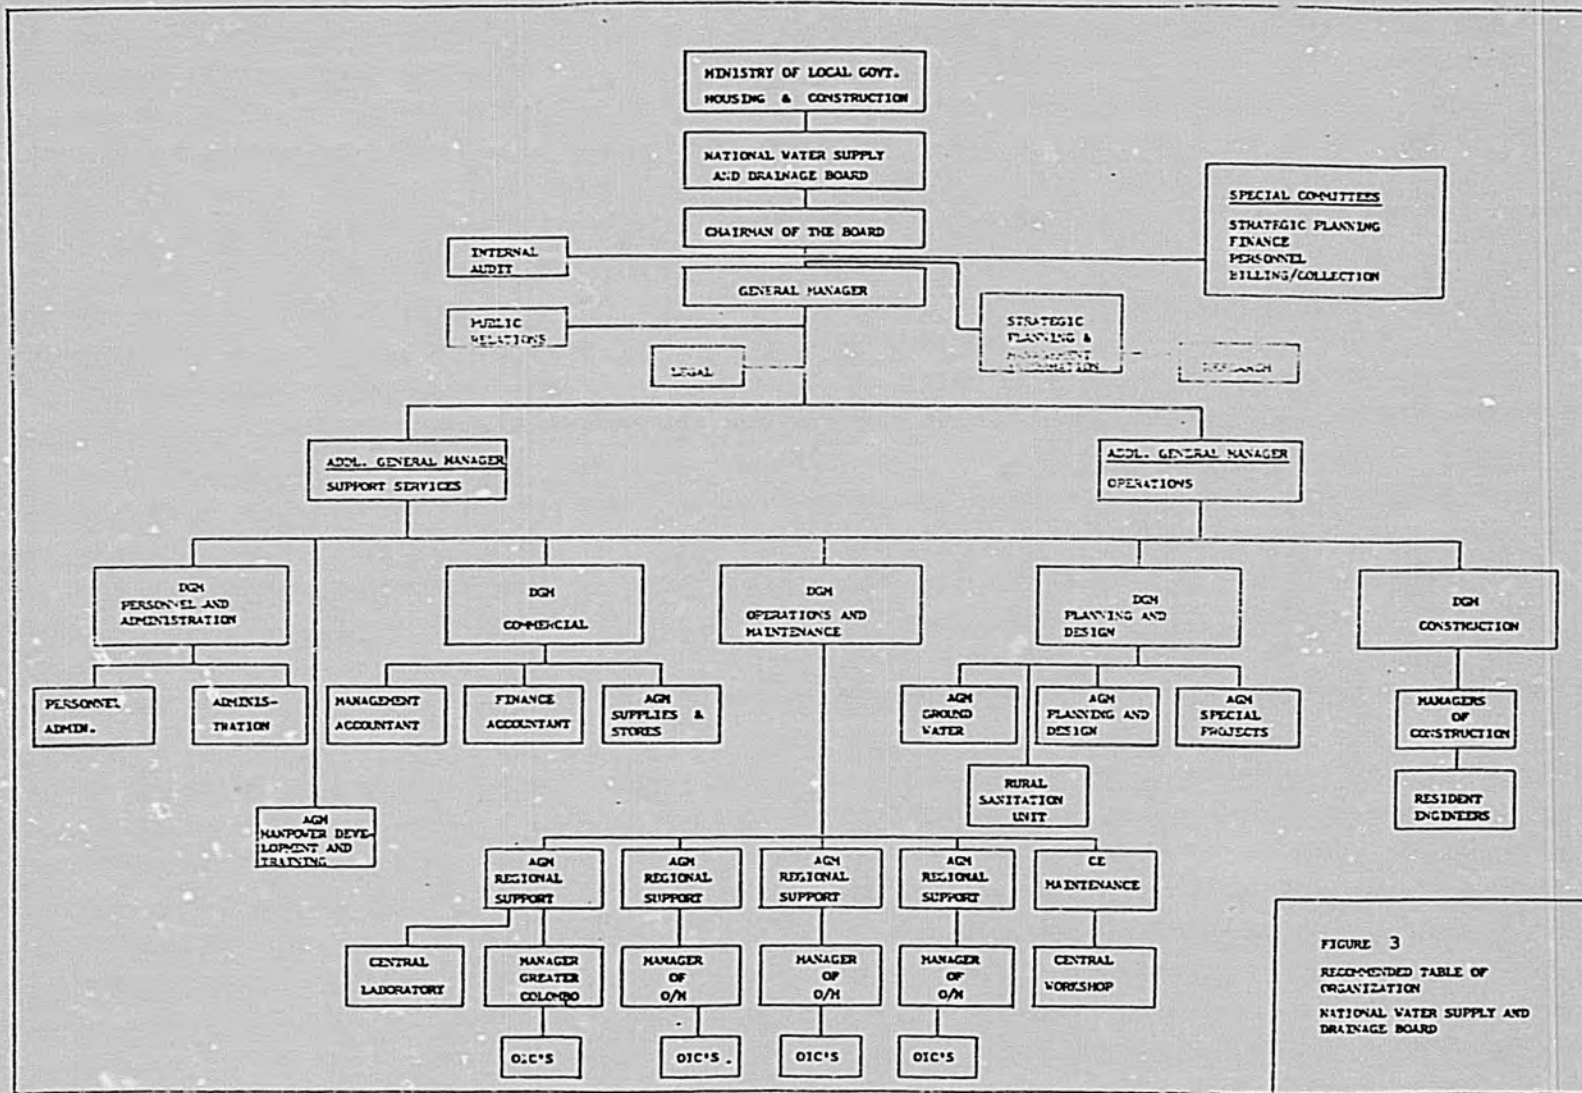 MINISTRY OF LOCAL GOVT.
HOUSING & CONSTRUCTION
NATIONAL WATER SUPPLY
AND DRAINAGE BOARD
CHAIRMAN OF THE BOARD
SPECIAL COMMITTEES
STRATEGIC PLANNING
FINANCE
PERSONNEL
BILLING/COLLECTION
INTERNAL
AUDIT
GENERAL MANAGER
PUBLIC
RELATIONS
STRATEGIC
PLANNING &
MANAGEMENT
INFORMATION
LEGAL
RESEARCH
ADDL. GENERAL MANAGER
SUPPORT SERVICES
ADDL. GENERAL MANAGER
OPERATIONS
DGM
PERSONNEL AND
ADMINISTRATION
DGM
COMMERCIAL
DGM
OPERATIONS AND
MAINTENANCE
DGM
PLANNING AND
DESIGN
DGM
CONSTRUCTION
PERSONNEL
ADMIN.
ADMINIS-
TRATION
MANAGEMENT
ACCOUNTANT
FINANCE
ACCOUNTANT
AGM
SUPPLIES &
STORES
AGM
GROUND
WATER
AGM
PLANNING AND
DESIGN
AGM
SPECIAL
PROJECTS
MANAGERS
OF
CONSTRUCTION
RURAL
SANITATION
UNIT
RESIDENT
ENGINEERS
AGM
MANPOWER DEVE-
LOPMENT AND
TRAINING
AGM
REGIONAL
SUPPORT
AGM
REGIONAL
SUPPORT
AGM
REGIONAL
SUPPORT
AGM
REGIONAL
SUPPORT
CE
MAINTENANCE
CENTRAL
LABORATORY
MANAGER
GREATER
COLOMBO
MANAGER
OF
O/M
MANAGER
OF
O/M
MANAGER
OF
O/M
CENTRAL
WORKSHOP
OIC'S
OIC'S .
OIC'S
OIC'S
FIGURE 3
RECOMMENDED TABLE OF
ORGANIZATION
NATIONAL WATER SUPPLY AND
DRAINAGE BOARD